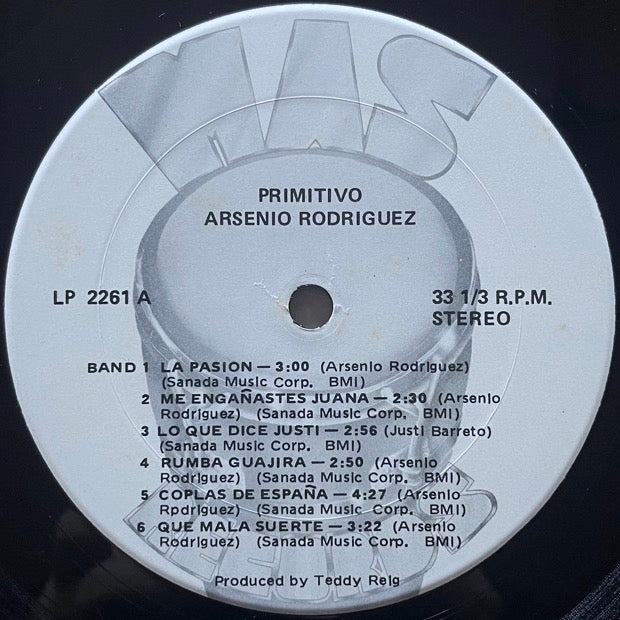 MAS
PRIMITIVO
ARSENIO RODRIGUEZ
LP 2261 A
33 1/3 R.P.M.
STEREO
BAND 1 LA PASION — 3:00 (Arsenio Rodriguez)
(Sanada Music Corp. BMI)
2 ME ENGAÑASTES JUANA — 2:30 (Arsenio
Rodriguez) (Sanada Music Corp. BMI)
3 LO QUE DICE JUSTI — 2:56 (Justi Barreto)
(Sanada Music Corp. BMI)
4 RUMBA GUAJIRA — 2:50 (Arsenio
Rodriguez) (Sanada Music Corp. BMI)
5 COPLAS DE ESPAÑA — 4:27 (Arsenio
Rpdriguez) (Sanada Music Corp. BMI)
6 QUE MALA SUERTE — 3:22 (Arsenio
Rodriguez) (Sanada Music Corp. BMI)
RECORDS
Produced by Teddy Reig